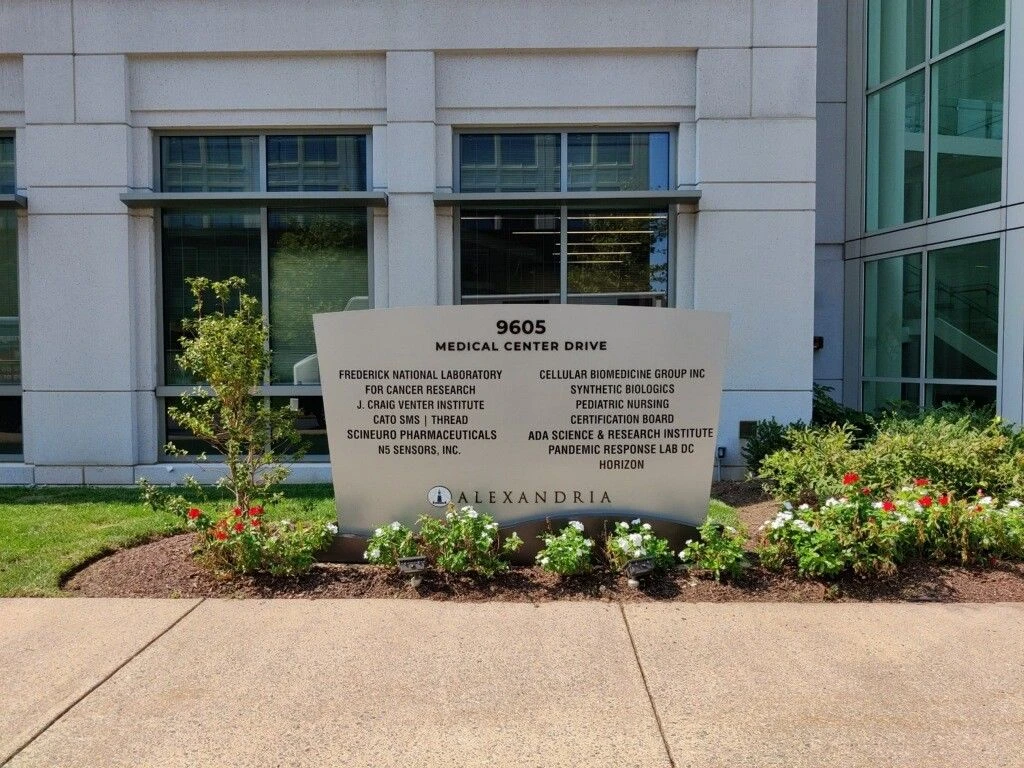 9605
MEDICAL CENTER DRIVE
FREDERICK NATIONAL LABORATORY
FOR CANCER RESEARCH
J. CRAIG VENTER INSTITUTE
CATO SMS | THREAD
SCINEURO PHARMACEUTICALS
N5 SENSORS, INC.
CELLULAR BIOMEDICINE GROUP INC
SYNTHETIC BIOLOGICS
PEDIATRIC NURSING
CERTIFICATION BOARD
ADA SCIENCE & RESEARCH INSTITUTE
PANDEMIC RESPONSE LAB DC
HORIZON
ALEXANDRIA